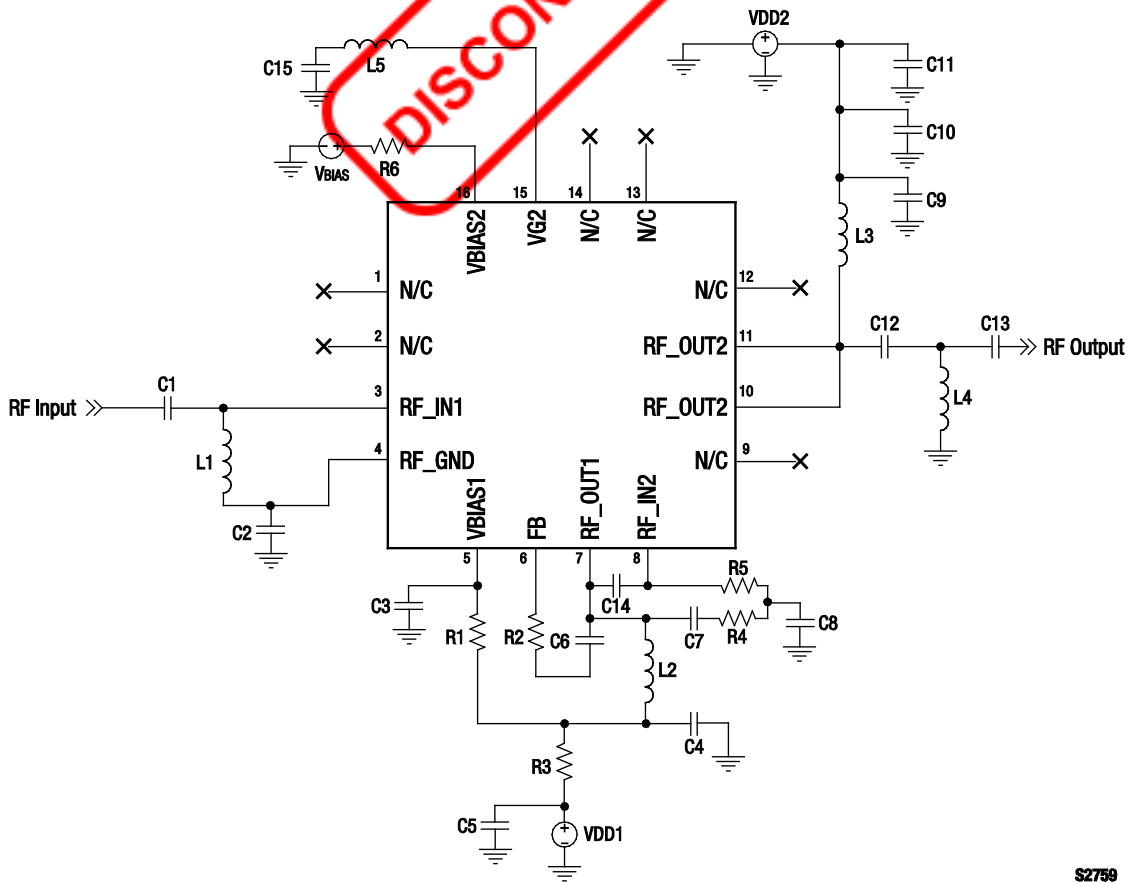 VDD2
C11
C10
C9
L3
C15
L5
DISCON
VBIAS
R6
16
15
14
13
VBIAS2
VG2
N/C
N/C
1
N/C
12
N/C
2
N/C
11
RF_OUT2
C12
C13
RF Output
RF Input
C1
3
RF_IN1
10
RF_OUT2
L4
L1
4
RF_GND
9
N/C
C2
VBIAS1
FB
RF_OUT1
RF_IN2
5
6
7
8
C3
R1
R2
C6
C14
R5
C7
R4
C8
L2
C4
R3
C5
VDD1
S2759